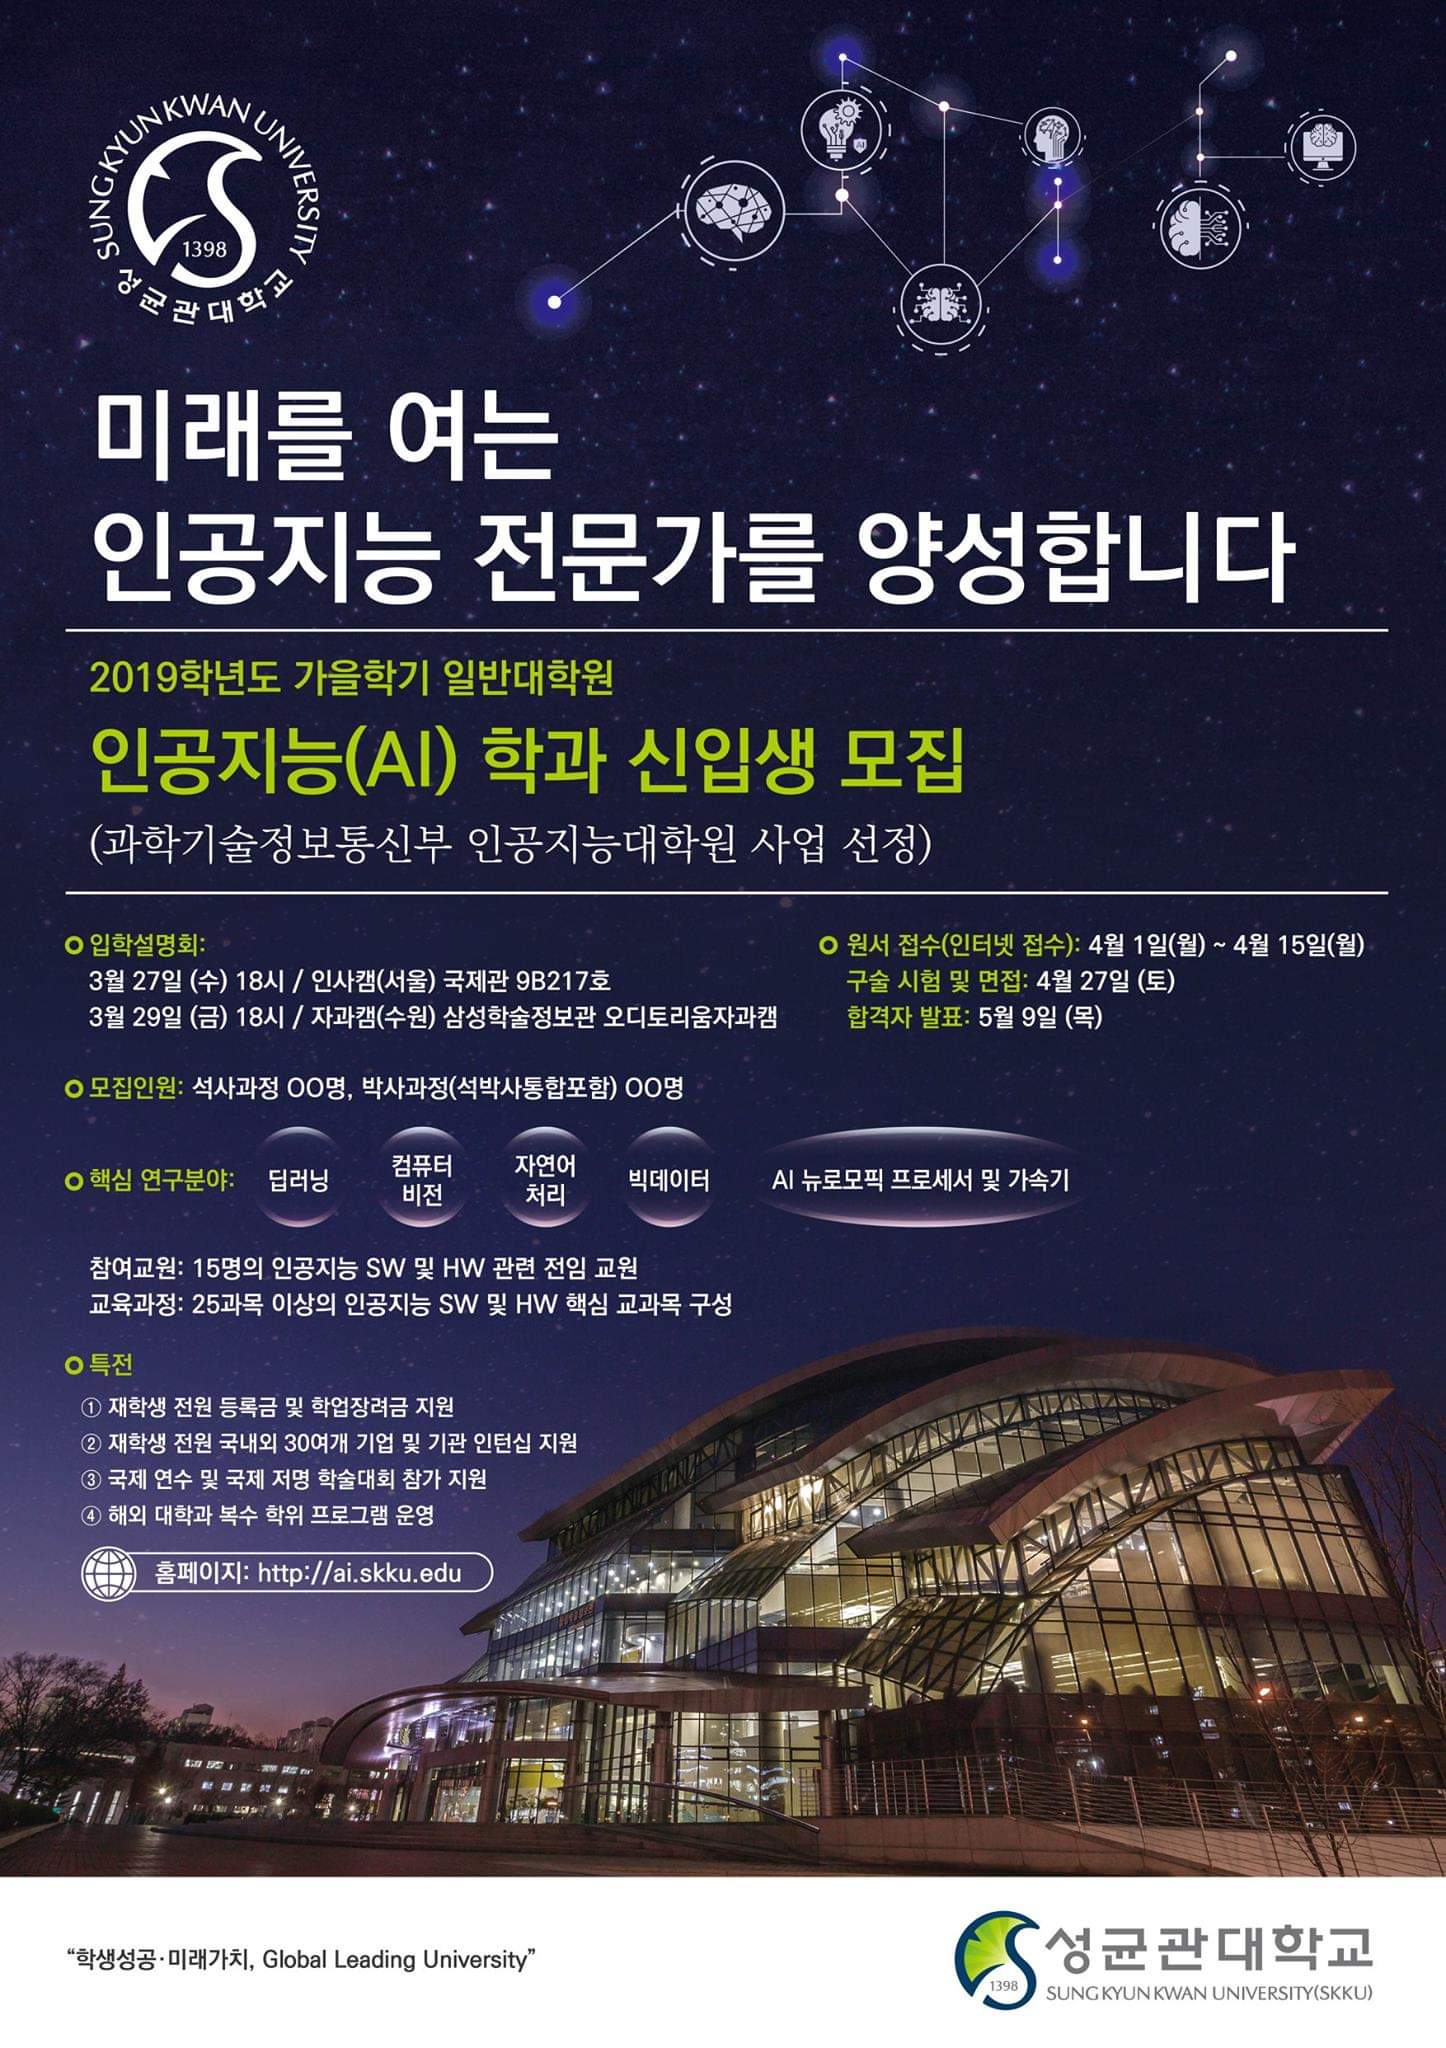 SUNGKYUNKWAN UNIVERSITY
1398
성균관대학교
AI
미래를 여는
인공지능 전문가를 양성합니다
2019학년도 가을학기 일반대학원
인공지능(AI) 학과 신입생 모집
(과학기술정보통신부 인공지능대학원 사업 선정)
입학설명회:
3월 27일 (수) 18시 / 인사캠(서울) 국제관 9B217호
3월 29일 (금) 18시 / 자과캠(수원) 삼성학술정보관 오디토리움자과캠
원서 접수(인터넷 접수): 4월 1일(월) ~ 4월 15일(월)
구술 시험 및 면접: 4월 27일 (토)
합격자 발표: 5월 9일 (목)
모집인원: 석사과정 OO명, 박사과정(석박사통합포함) OO명
핵심 연구분야:
딥러닝
컴퓨터
비전
자연어
처리
빅데이터
AI 뉴로모픽 프로세서 및 가속기
참여교원: 15명의 인공지능 SW 및 HW 관련 전임 교원
교육과정: 25과목 이상의 인공지능 SW 및 HW 핵심 교과목 구성
특전
① 재학생 전원 등록금 및 학업장려금 지원
② 재학생 전원 국내외 30여개 기업 및 기관 인턴십 지원
③ 국제 연수 및 국제 저명 학술대회 참가 지원
④ 해외 대학과 복수 학위 프로그램 운영
홈페이지: http://ai.skku.edu
“학생성공·미래가치, Global Leading University”
1398
성균관대학교
SUNGKYUNKWAN UNIVERSITY(SKKU)